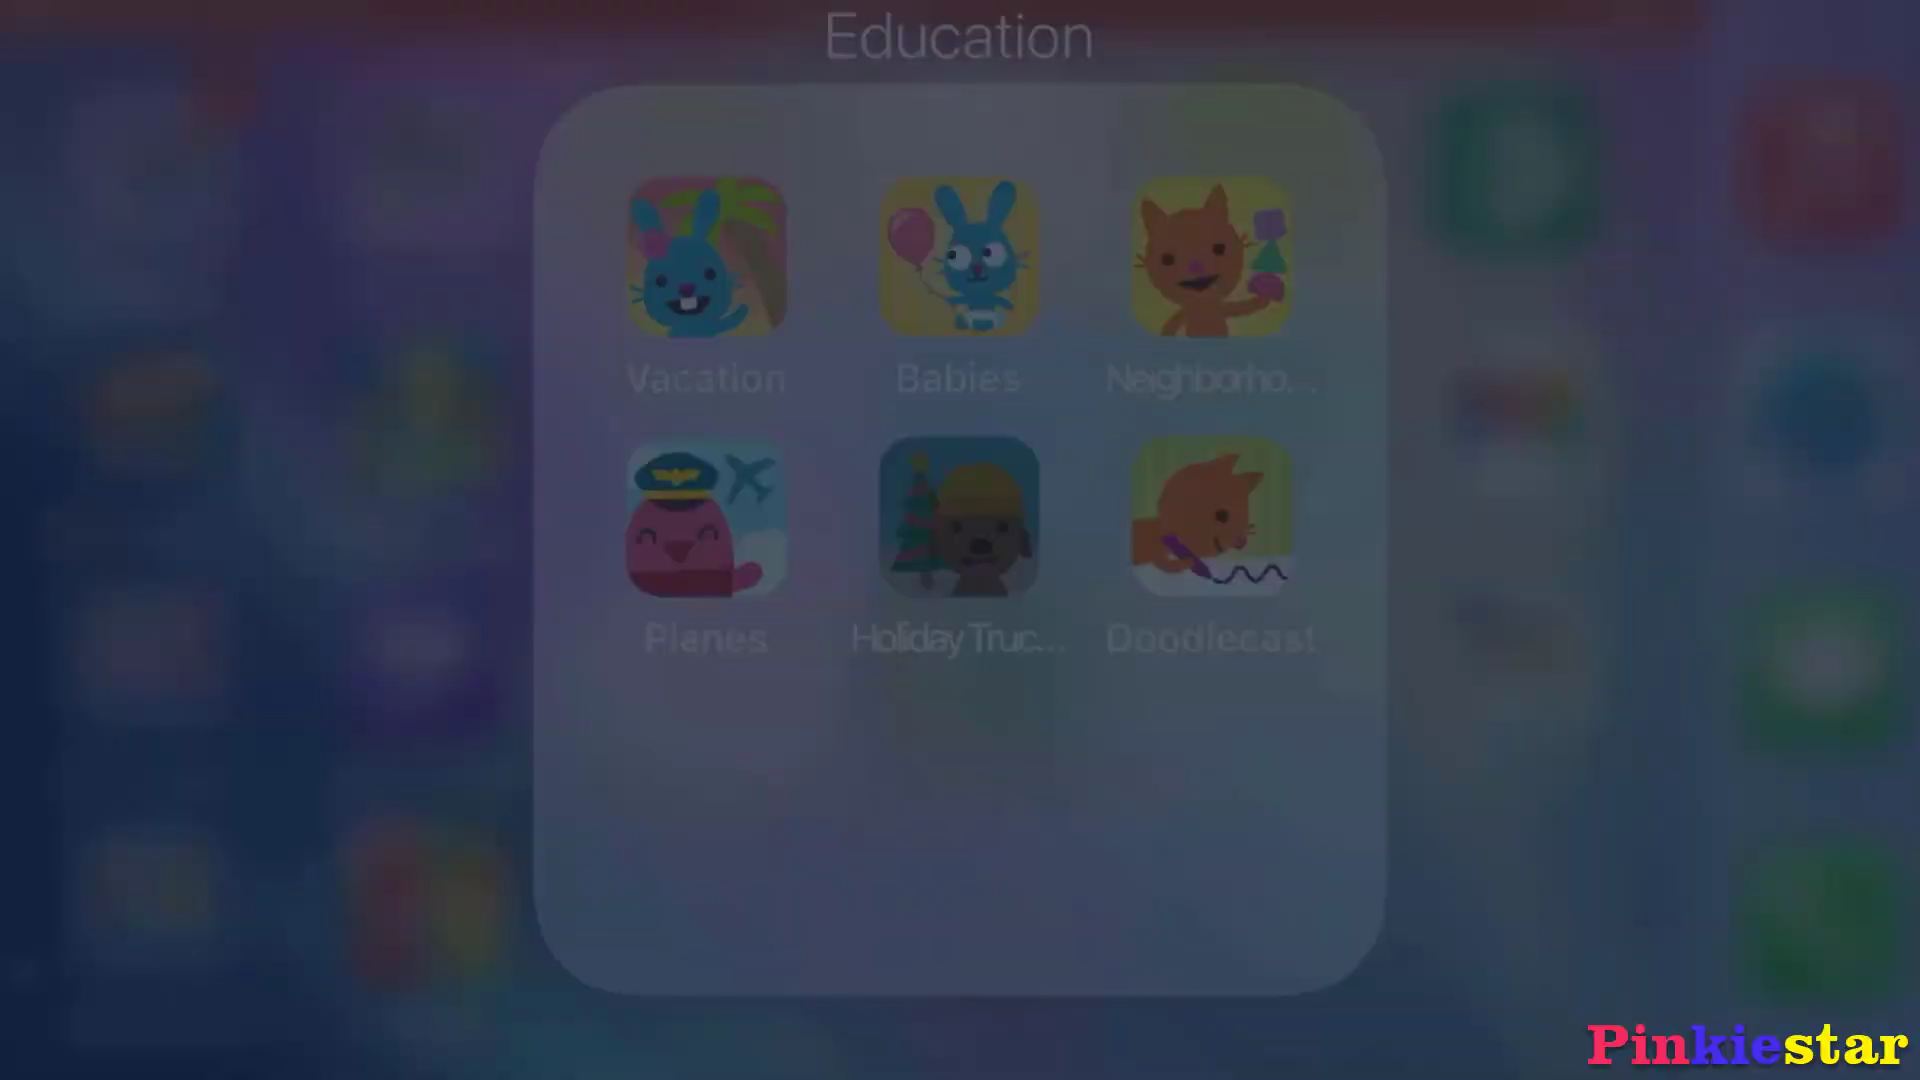 Education
Vacation Babies Neighborho...
Planes Holiday Truc... Doodlecast
Pinkiestar